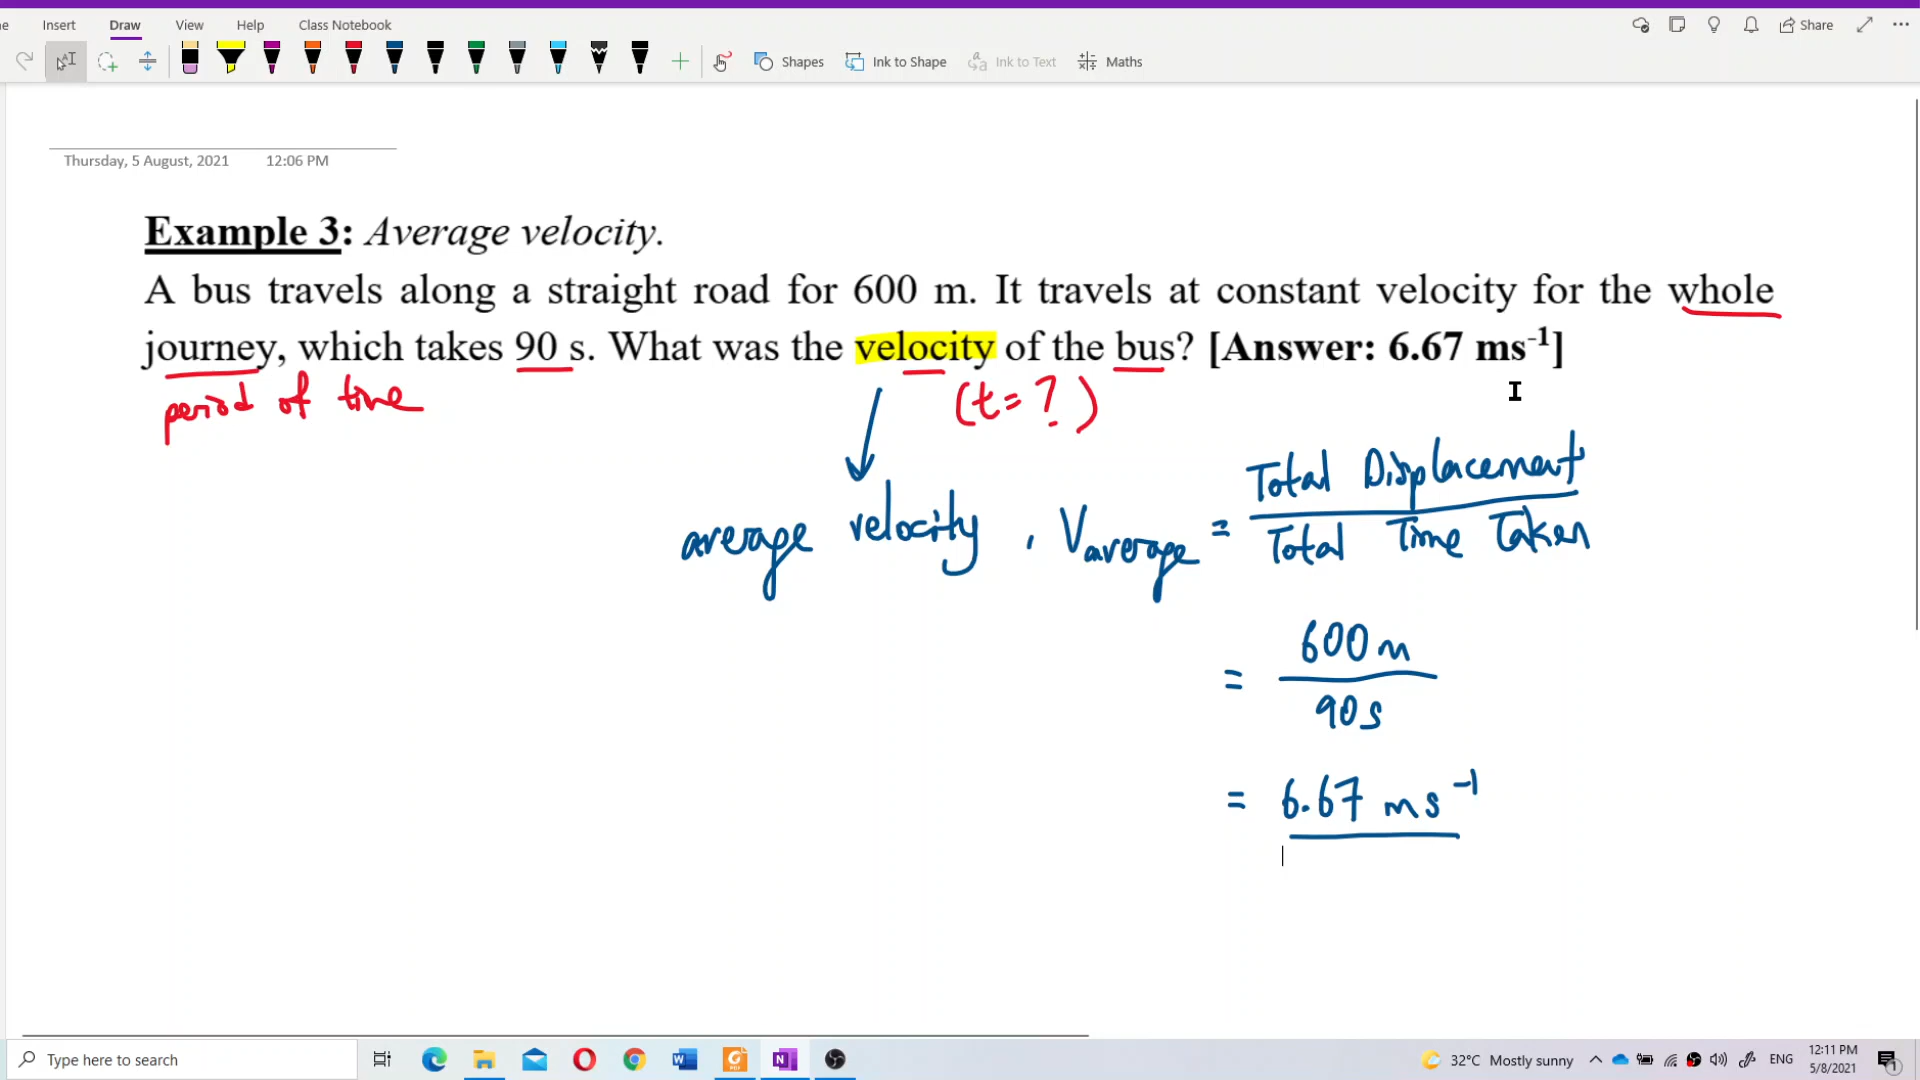 Insert Draw View Help Class Notebook Share
Shapes Ink to Shape Ink to Text Maths
Thursday, 5 August, 2021 12:06 PM
Example 3: Average velocity.
A bus travels along a straight road for 600 m. It travels at constant velocity for the whole
journey, which takes 90 s. What was the velocity of the bus? [Answer: 6.67 ms⁻¹]
period of time (t = ?)
Total Displacement
average velocity , Vaverage =
Total Time Taken
600 m
=
90 s
= 6.67 ms⁻¹
Type here to search 32°C Mostly sunny ENG 12:11 PM
5/8/2021